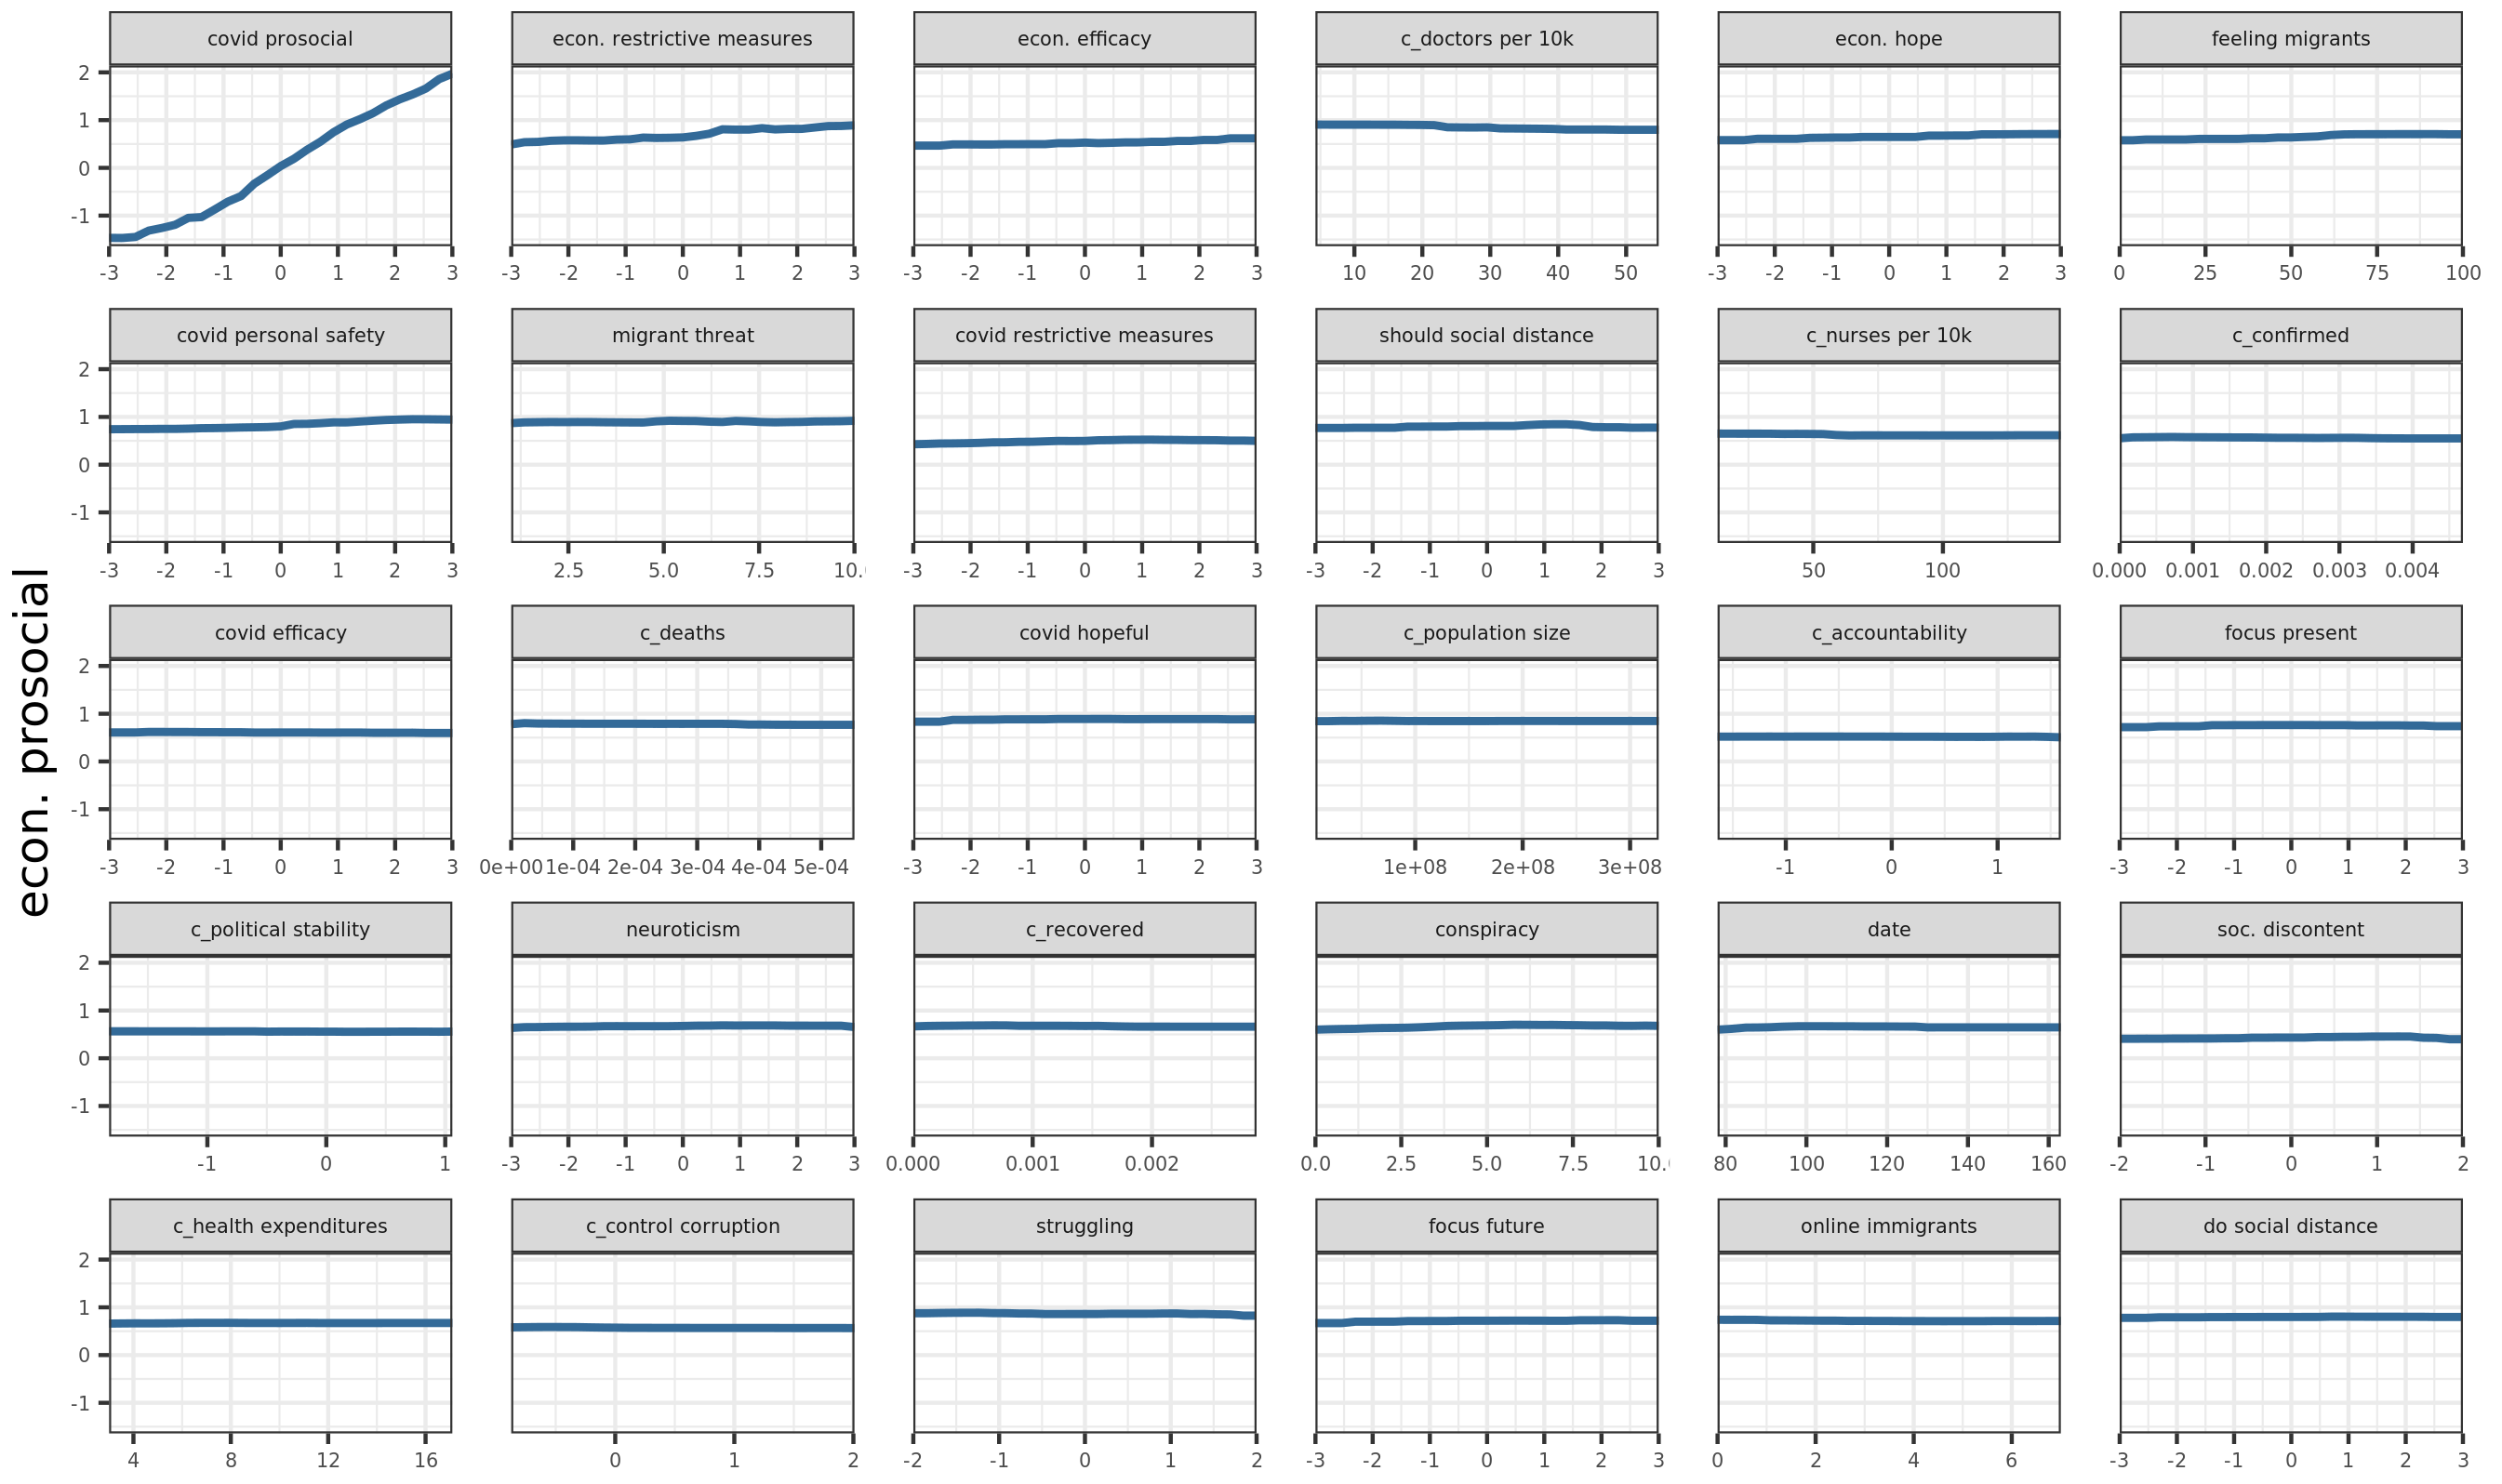 covid prosocial econ. restrictive measures econ. efficacy c_doctors per 10k econ. hope feeling migrants
2
1
0
-1
-3 -2 -1 0 1 2 3 -3 -2 -1 0 1 2 3 -3 -2 -1 0 1 2 3 10 20 30 40 50 -3 -2 -1 0 1 2 3 0 25 50 75 100
covid personal safety migrant threat covid restrictive measures should social distance c_nurses per 10k c_confirmed
2
1
0
-1
-3 -2 -1 0 1 2 3 2.5 5.0 7.5 10. -3 -2 -1 0 1 2 3 -3 -2 -1 0 1 2 3 50 100 0.000 0.001 0.002 0.003 0.004
econ. prosocial
covid efficacy c_deaths covid hopeful c_population size c_accountability focus present
2
1
0
-1
-3 -2 -1 0 1 2 3 0e+00 1e-04 2e-04 3e-04 4e-04 5e-04 -3 -2 -1 0 1 2 3 1e+08 2e+08 3e+08 -1 0 1 -3 -2 -1 0 1 2 3
c_political stability neuroticism c_recovered conspiracy date soc. discontent
2
1
0
-1
-1 0 1 -3 -2 -1 0 1 2 3 0.000 0.001 0.002 0.0 2.5 5.0 7.5 10. 80 100 120 140 160 -2 -1 0 1 2
c_health expenditures c_control corruption struggling focus future online immigrants do social distance
2
1
0
-1
4 8 12 16 0 1 2 -2 -1 0 1 2 -3 -2 -1 0 1 2 3 0 2 4 6 -3 -2 -1 0 1 2 3